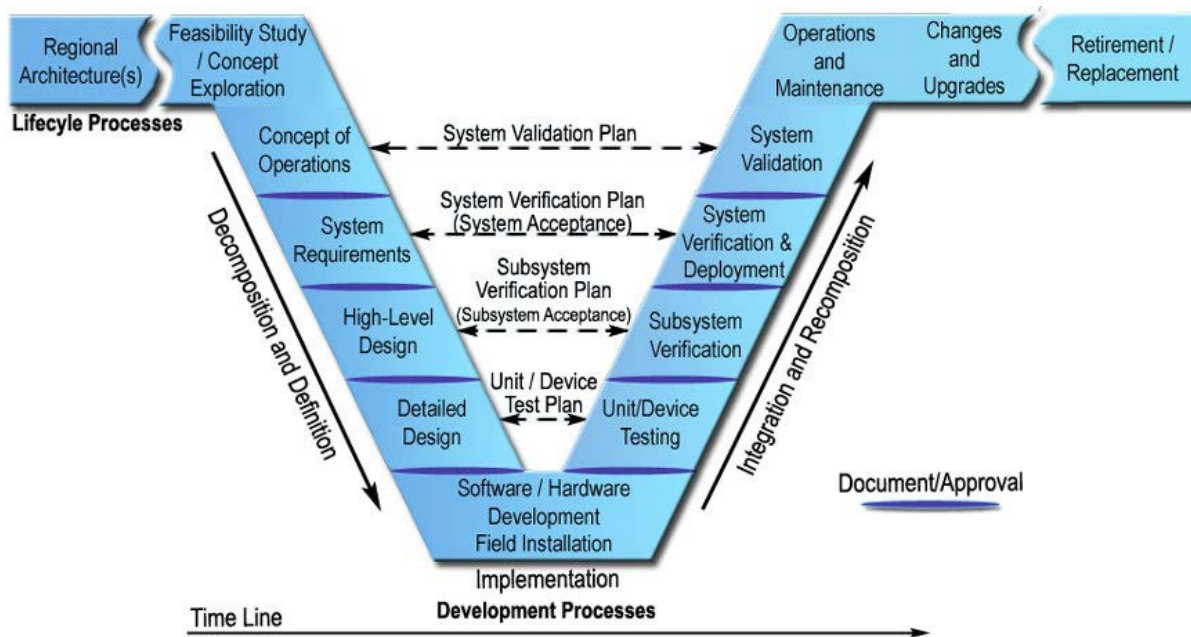 Regional
Architecture(s)
Feasibility Study
/ Concept
Exploration
Operations
and
Maintenance
Changes
and
Upgrades
Retirement /
Replacement
Lifecyle Processes
Concept of
Operations
System Validation Plan
System
Validation
System
Requirements
System Verification Plan
(System Acceptance)
System
Verification &
Deployment
High-Level
Design
Subsystem
Verification Plan
(Subsystem Acceptance)
Subsystem
Verification
Detailed
Design
Unit / Device
Test Plan
Unit/Device
Testing
Decomposition and Definition
Integration and Recomposition
Software / Hardware
Development
Field Installation
Document/Approval
Implementation
Development Processes
Time Line